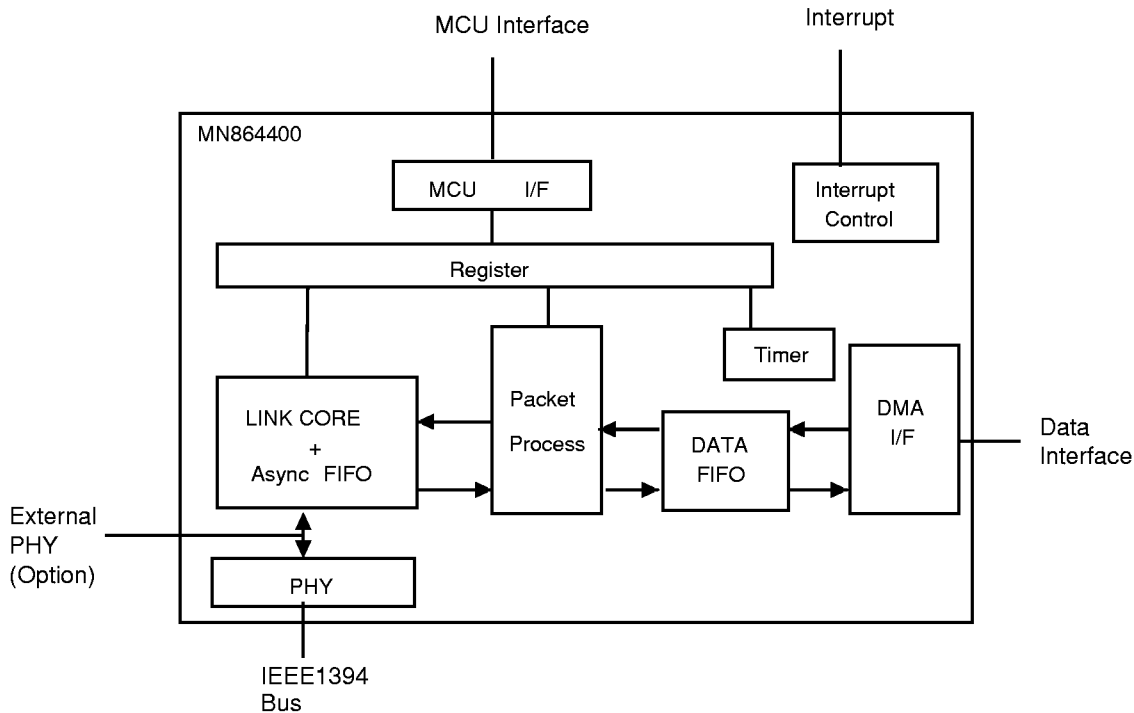 MCU Interface
Interrupt
MN864400
MCU I/F
Interrupt
Control
Register
Timer
Packet
Process
DMA
I/F
LINK CORE
+
Async FIFO
DATA
FIFO
Data
Interface
External
PHY
(Option)
PHY
IEEE1394
Bus